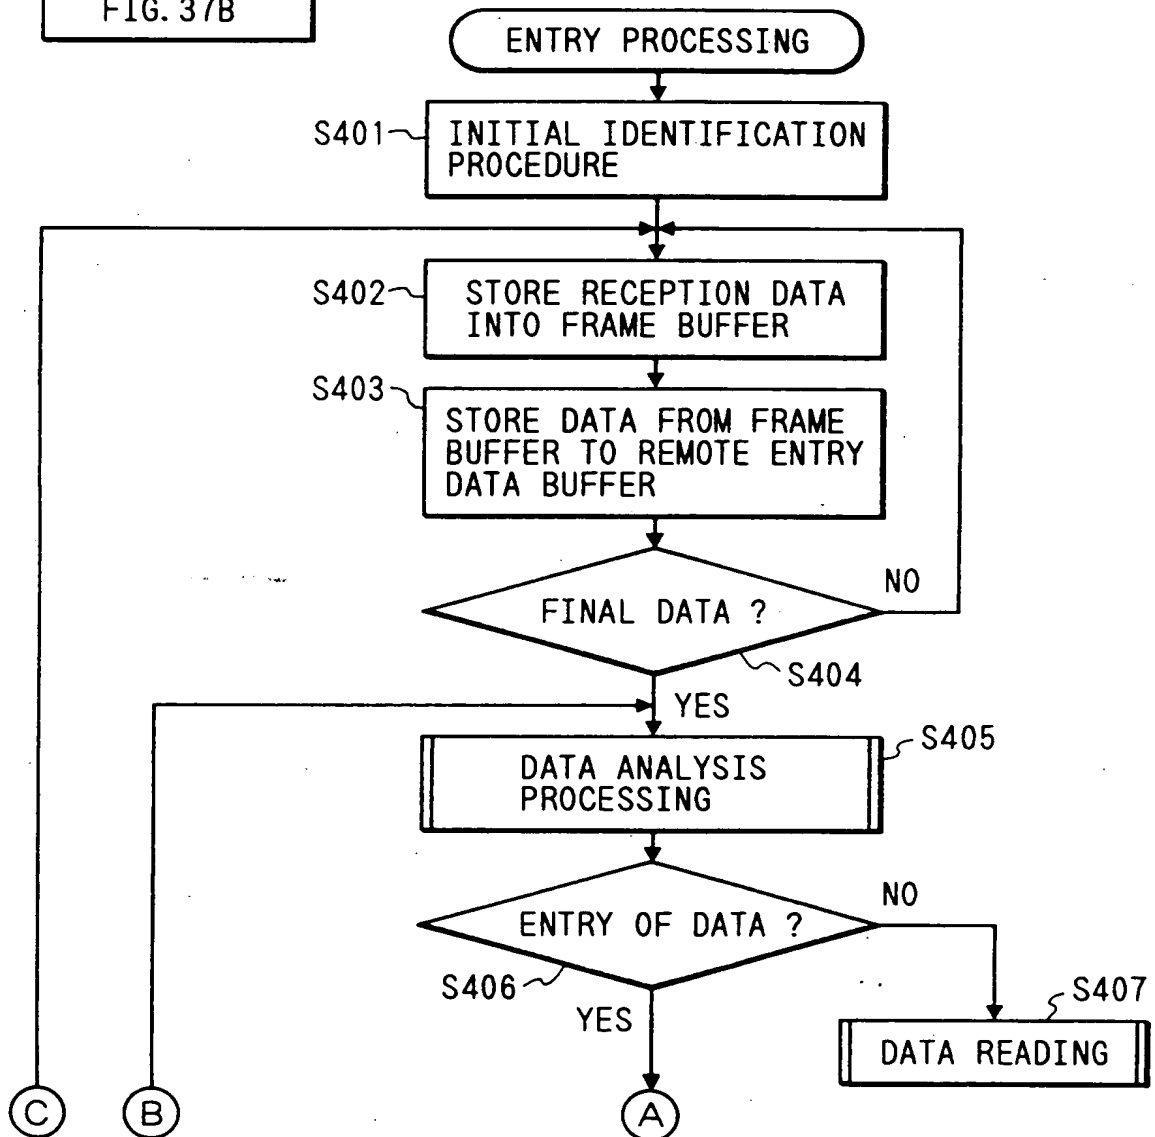 FIG. 37B
ENTRY PROCESSING
S401
INITIAL IDENTIFICATION
PROCEDURE
S402
STORE RECEPTION DATA
INTO FRAME BUFFER
S403
STORE DATA FROM FRAME
BUFFER TO REMOTE ENTRY
DATA BUFFER
NO
FINAL DATA ?
S404
YES
S405
DATA ANALYSIS
PROCESSING
NO
ENTRY OF DATA ?
S406
YES
S407
DATA READING
C
B
A